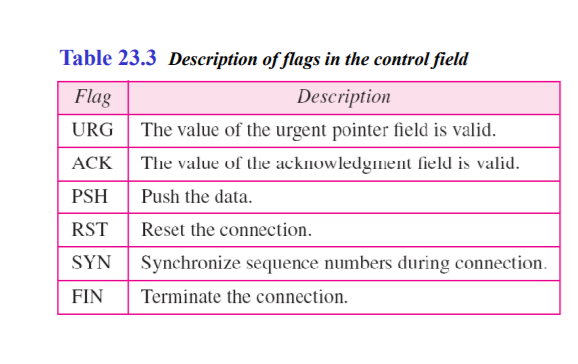 Table 23.3 Description of flags in the control field
Flag Description
URG The value of the urgent pointer field is valid.
ACK The value of the acknowledgment field is valid.
PSH Push the data.
RST Reset the connection.
SYN Synchronize sequence numbers during connection.
FIN Terminate the connection.